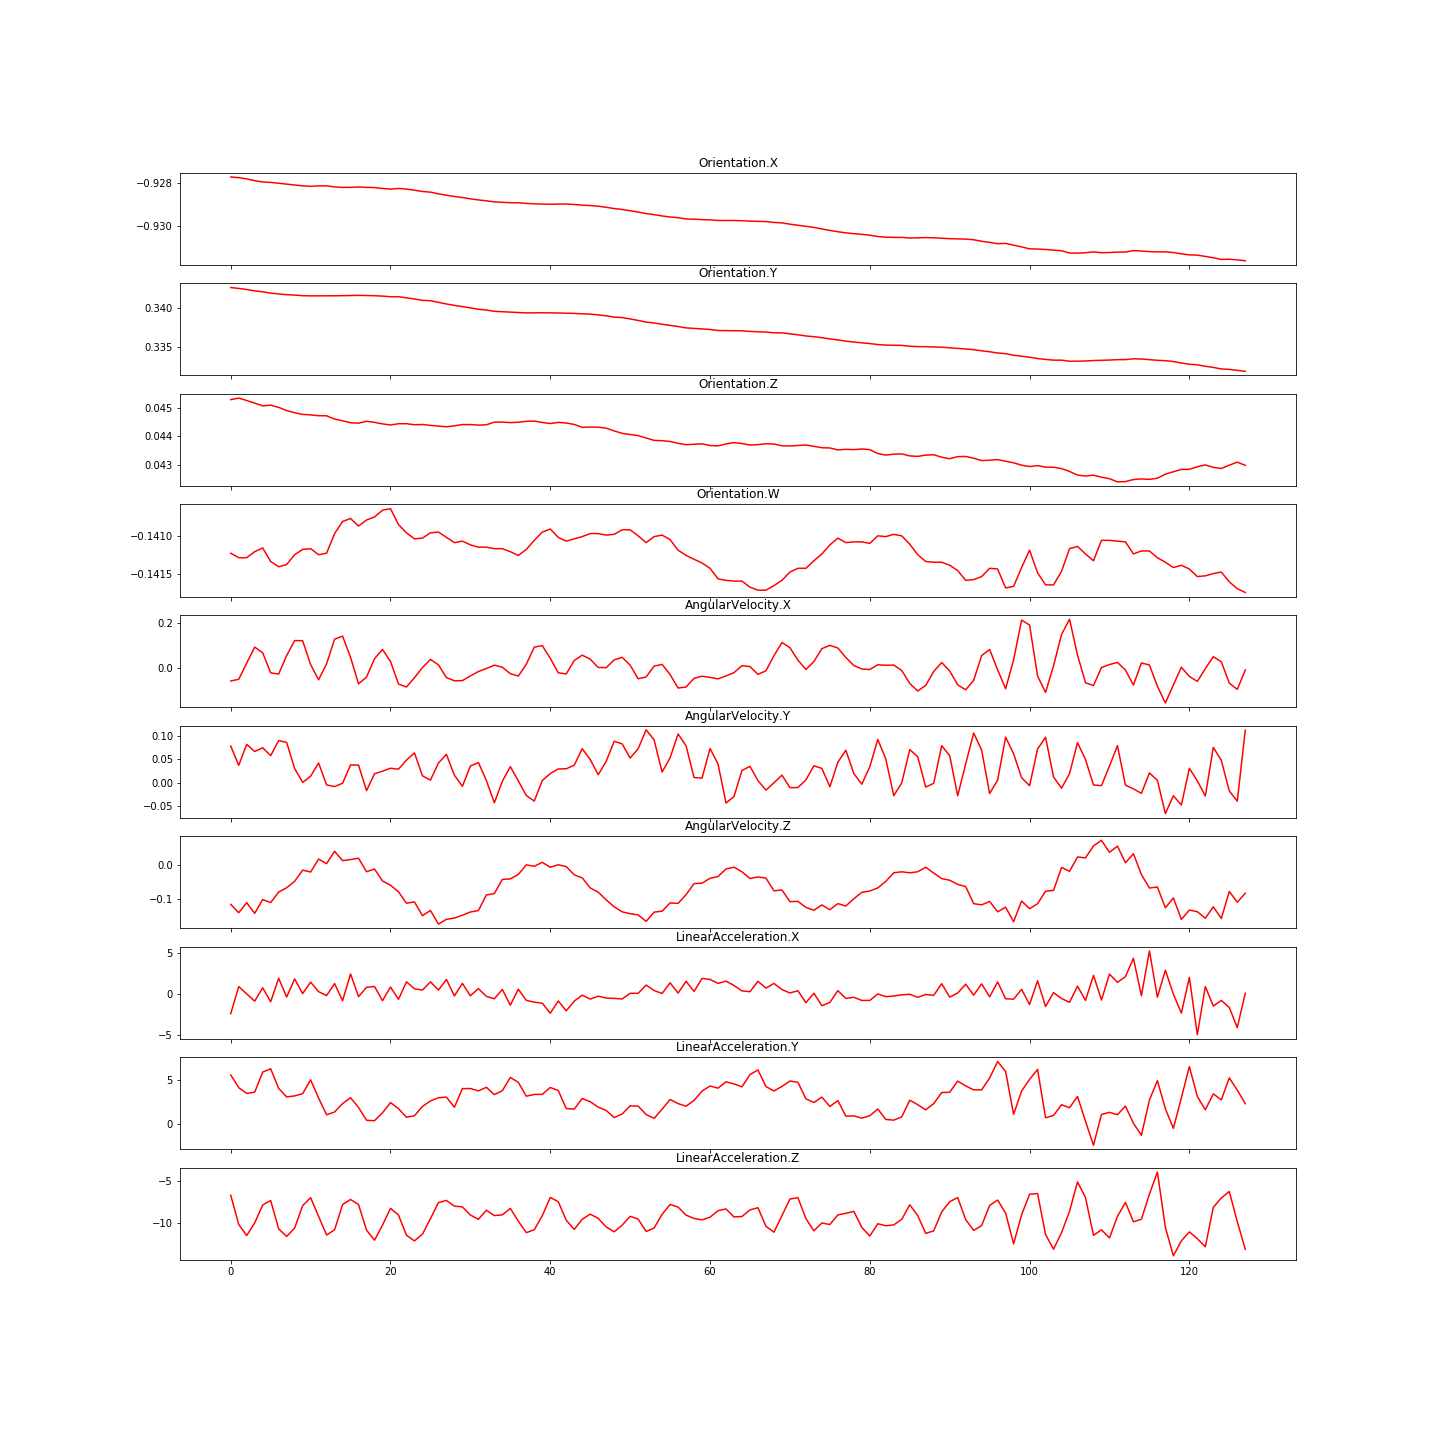 Orientation.X
−0.928
−0.930
Orientation.Y
0.340
0.335
Orientation.Z
0.045
0.044
0.043
Orientation.W
−0.1410
−0.1415
AngularVelocity.X
0.2
0.0
AngularVelocity.Y
0.10
0.05
0.00
−0.05
AngularVelocity.Z
0.0
−0.1
LinearAcceleration.X
5
0
−5
LinearAcceleration.Y
5
0
LinearAcceleration.Z
−5
−10
0 20 40 60 80 100 120